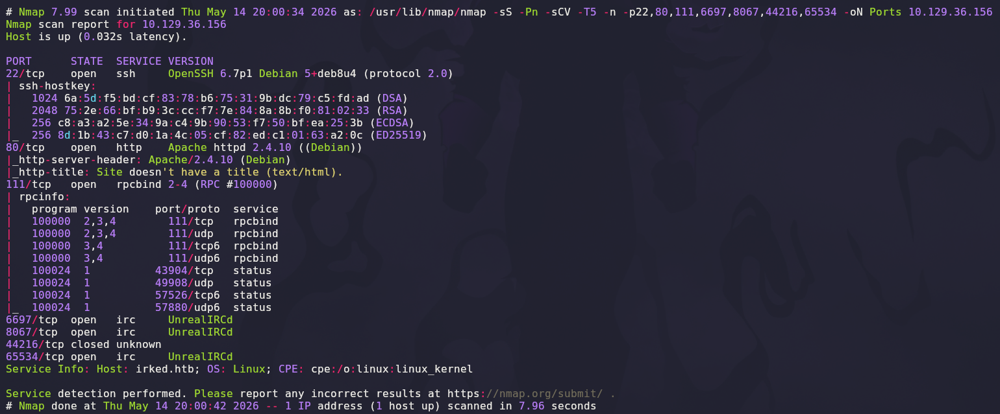 # Nmap 7.99 scan initiated Thu May 14 20:00:34 2026 as: /usr/lib/nmap/nmap -sS -Pn -sCV -T5 -n -p22,80,111,6697,8067,44216,65534 -oN Ports 10.129.36.156
Nmap scan report for 10.129.36.156
Host is up (0.032s latency).

PORT      STATE  SERVICE VERSION
22/tcp    open   ssh     OpenSSH 6.7p1 Debian 5+deb8u4 (protocol 2.0)
| ssh-hostkey:
|   1024 6a:5d:f5:bd:cf:83:78:b6:75:31:9b:dc:79:c5:fd:ad (DSA)
|   2048 75:2e:66:bf:b9:3c:cc:f7:7e:84:8a:8b:f0:81:02:33 (RSA)
|   256 c8:a3:a2:5e:34:9a:c4:9b:90:53:f7:50:bf:ea:25:3b (ECDSA)
|_  256 8d:1b:43:c7:d0:1a:4c:05:cf:82:ed:c1:01:63:a2:0c (ED25519)
80/tcp    open   http    Apache httpd 2.4.10 ((Debian))
|_http-server-header: Apache/2.4.10 (Debian)
|_http-title: Site doesn't have a title (text/html).
111/tcp   open   rpcbind 2-4 (RPC #100000)
| rpcinfo:
|   program version    port/proto  service
|   100000  2,3,4        111/tcp   rpcbind
|   100000  2,3,4        111/udp   rpcbind
|   100000  3,4          111/tcp6  rpcbind
|   100000  3,4          111/udp6  rpcbind
|   100024  1          43904/tcp   status
|   100024  1          49908/udp   status
|   100024  1          57526/tcp6  status
|_  100024  1          57880/udp6  status
6697/tcp  open   irc     UnrealIRCd
8067/tcp  open   irc     UnrealIRCd
44216/tcp closed unknown
65534/tcp open   irc     UnrealIRCd
Service Info: Host: irked.htb; OS: Linux; CPE: cpe:/o:linux:linux_kernel

Service detection performed. Please report any incorrect results at https://nmap.org/submit/ .
# Nmap done at Thu May 14 20:00:42 2026 -- 1 IP address (1 host up) scanned in 7.96 seconds